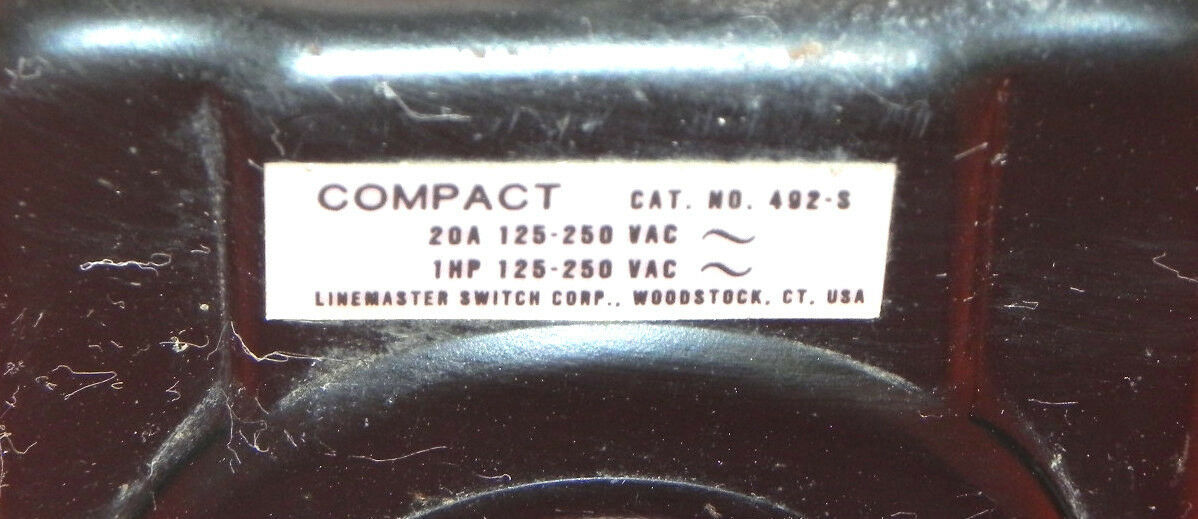 COMPACT CAT. NO. 492-S
20A 125-250 VAC ~
1HP 125-250 VAC ~
LINEMASTER SWITCH CORP., WOODSTOCK, CT, USA